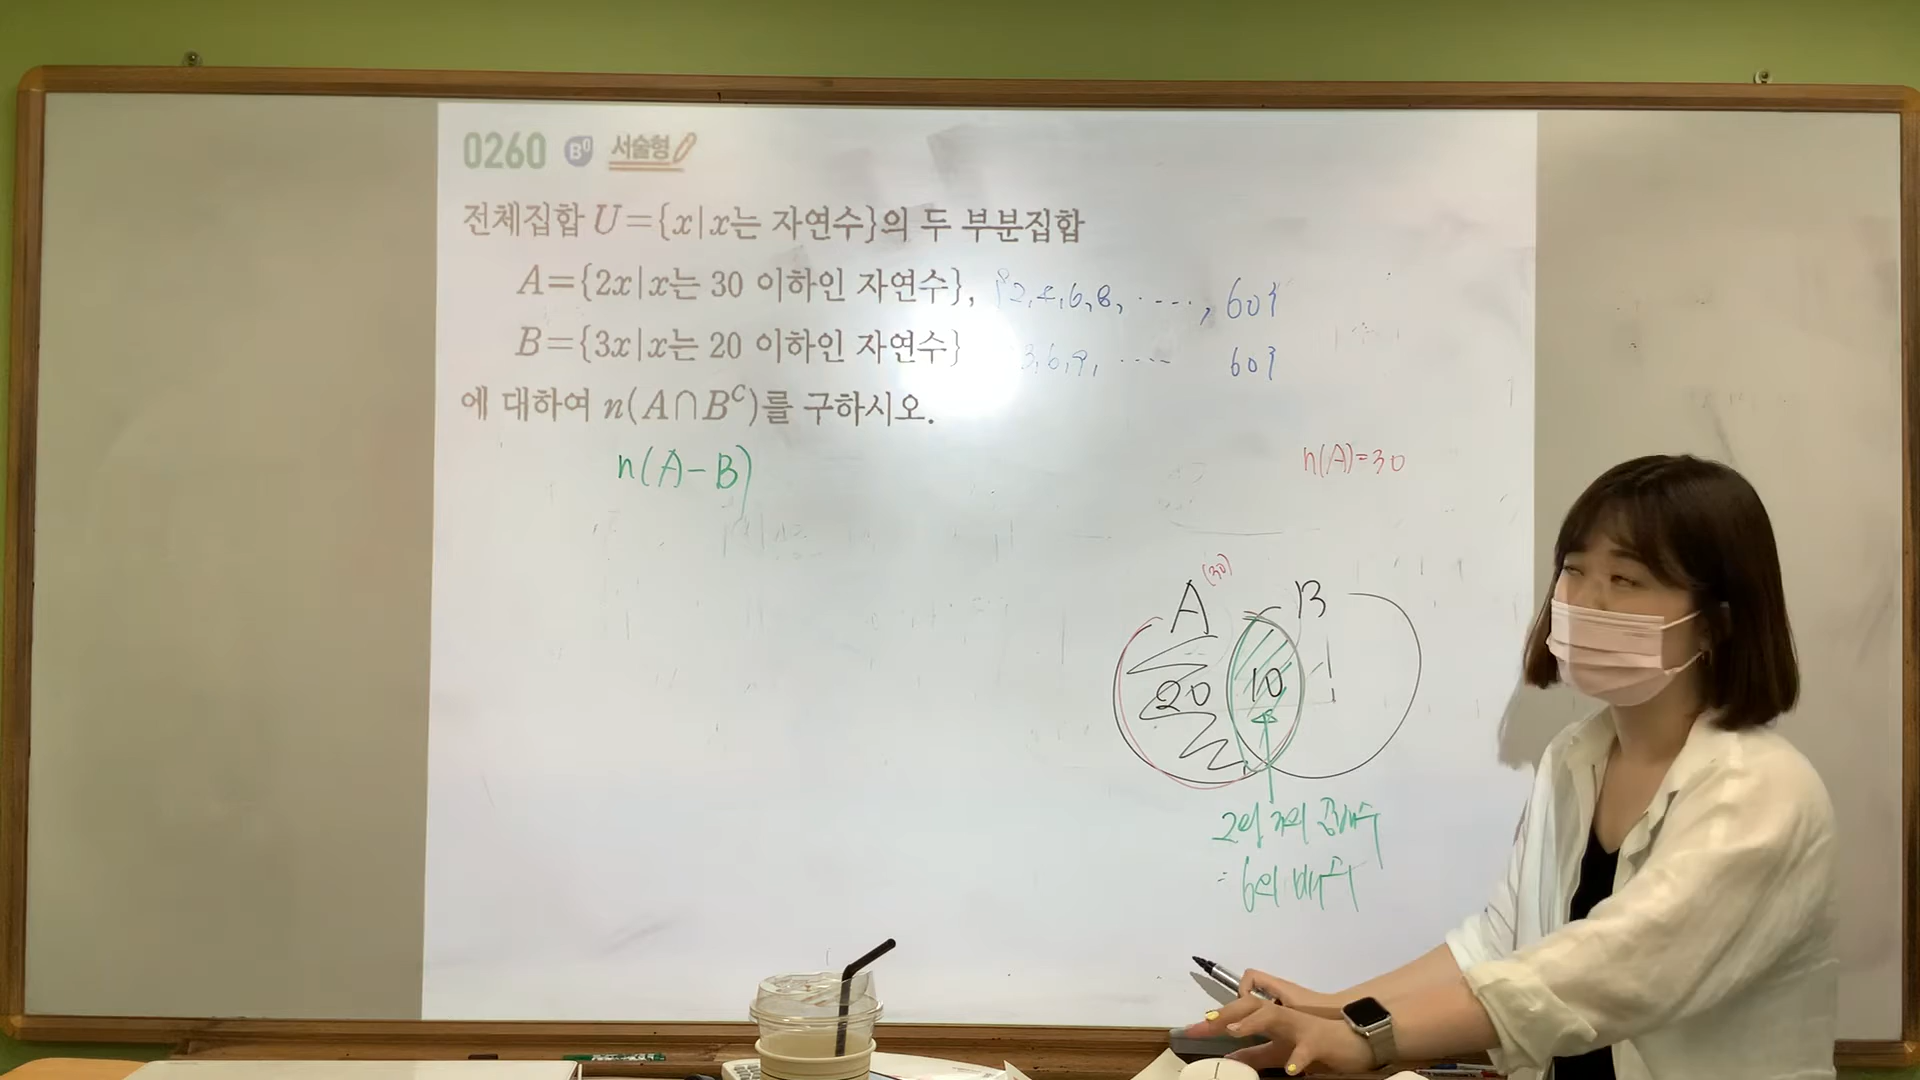 0260 B0 서술형
전체집합 U={x|x는 자연수}의 두 부분집합
A={2x|x는 30 이하인 자연수}, {2,4,6,8, ····, 60}
B={3x|x는 20 이하인 자연수} 3,6,9, ···· 60}
에 대하여 n(A∩B^C)를 구하시오.
n(A-B)
n(A)=30
A (30) B
20 10
2와 3의 공배수
= 6의 배수